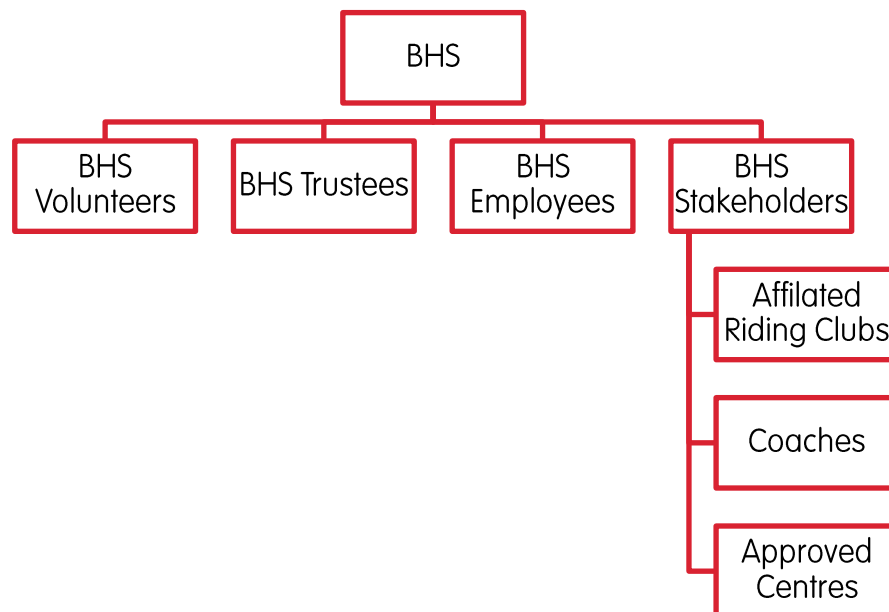 BHS
BHS
Volunteers
BHS Trustees
BHS
Employees
BHS
Stakeholders
Affilated
Riding Clubs
Coaches
Approved
Centres